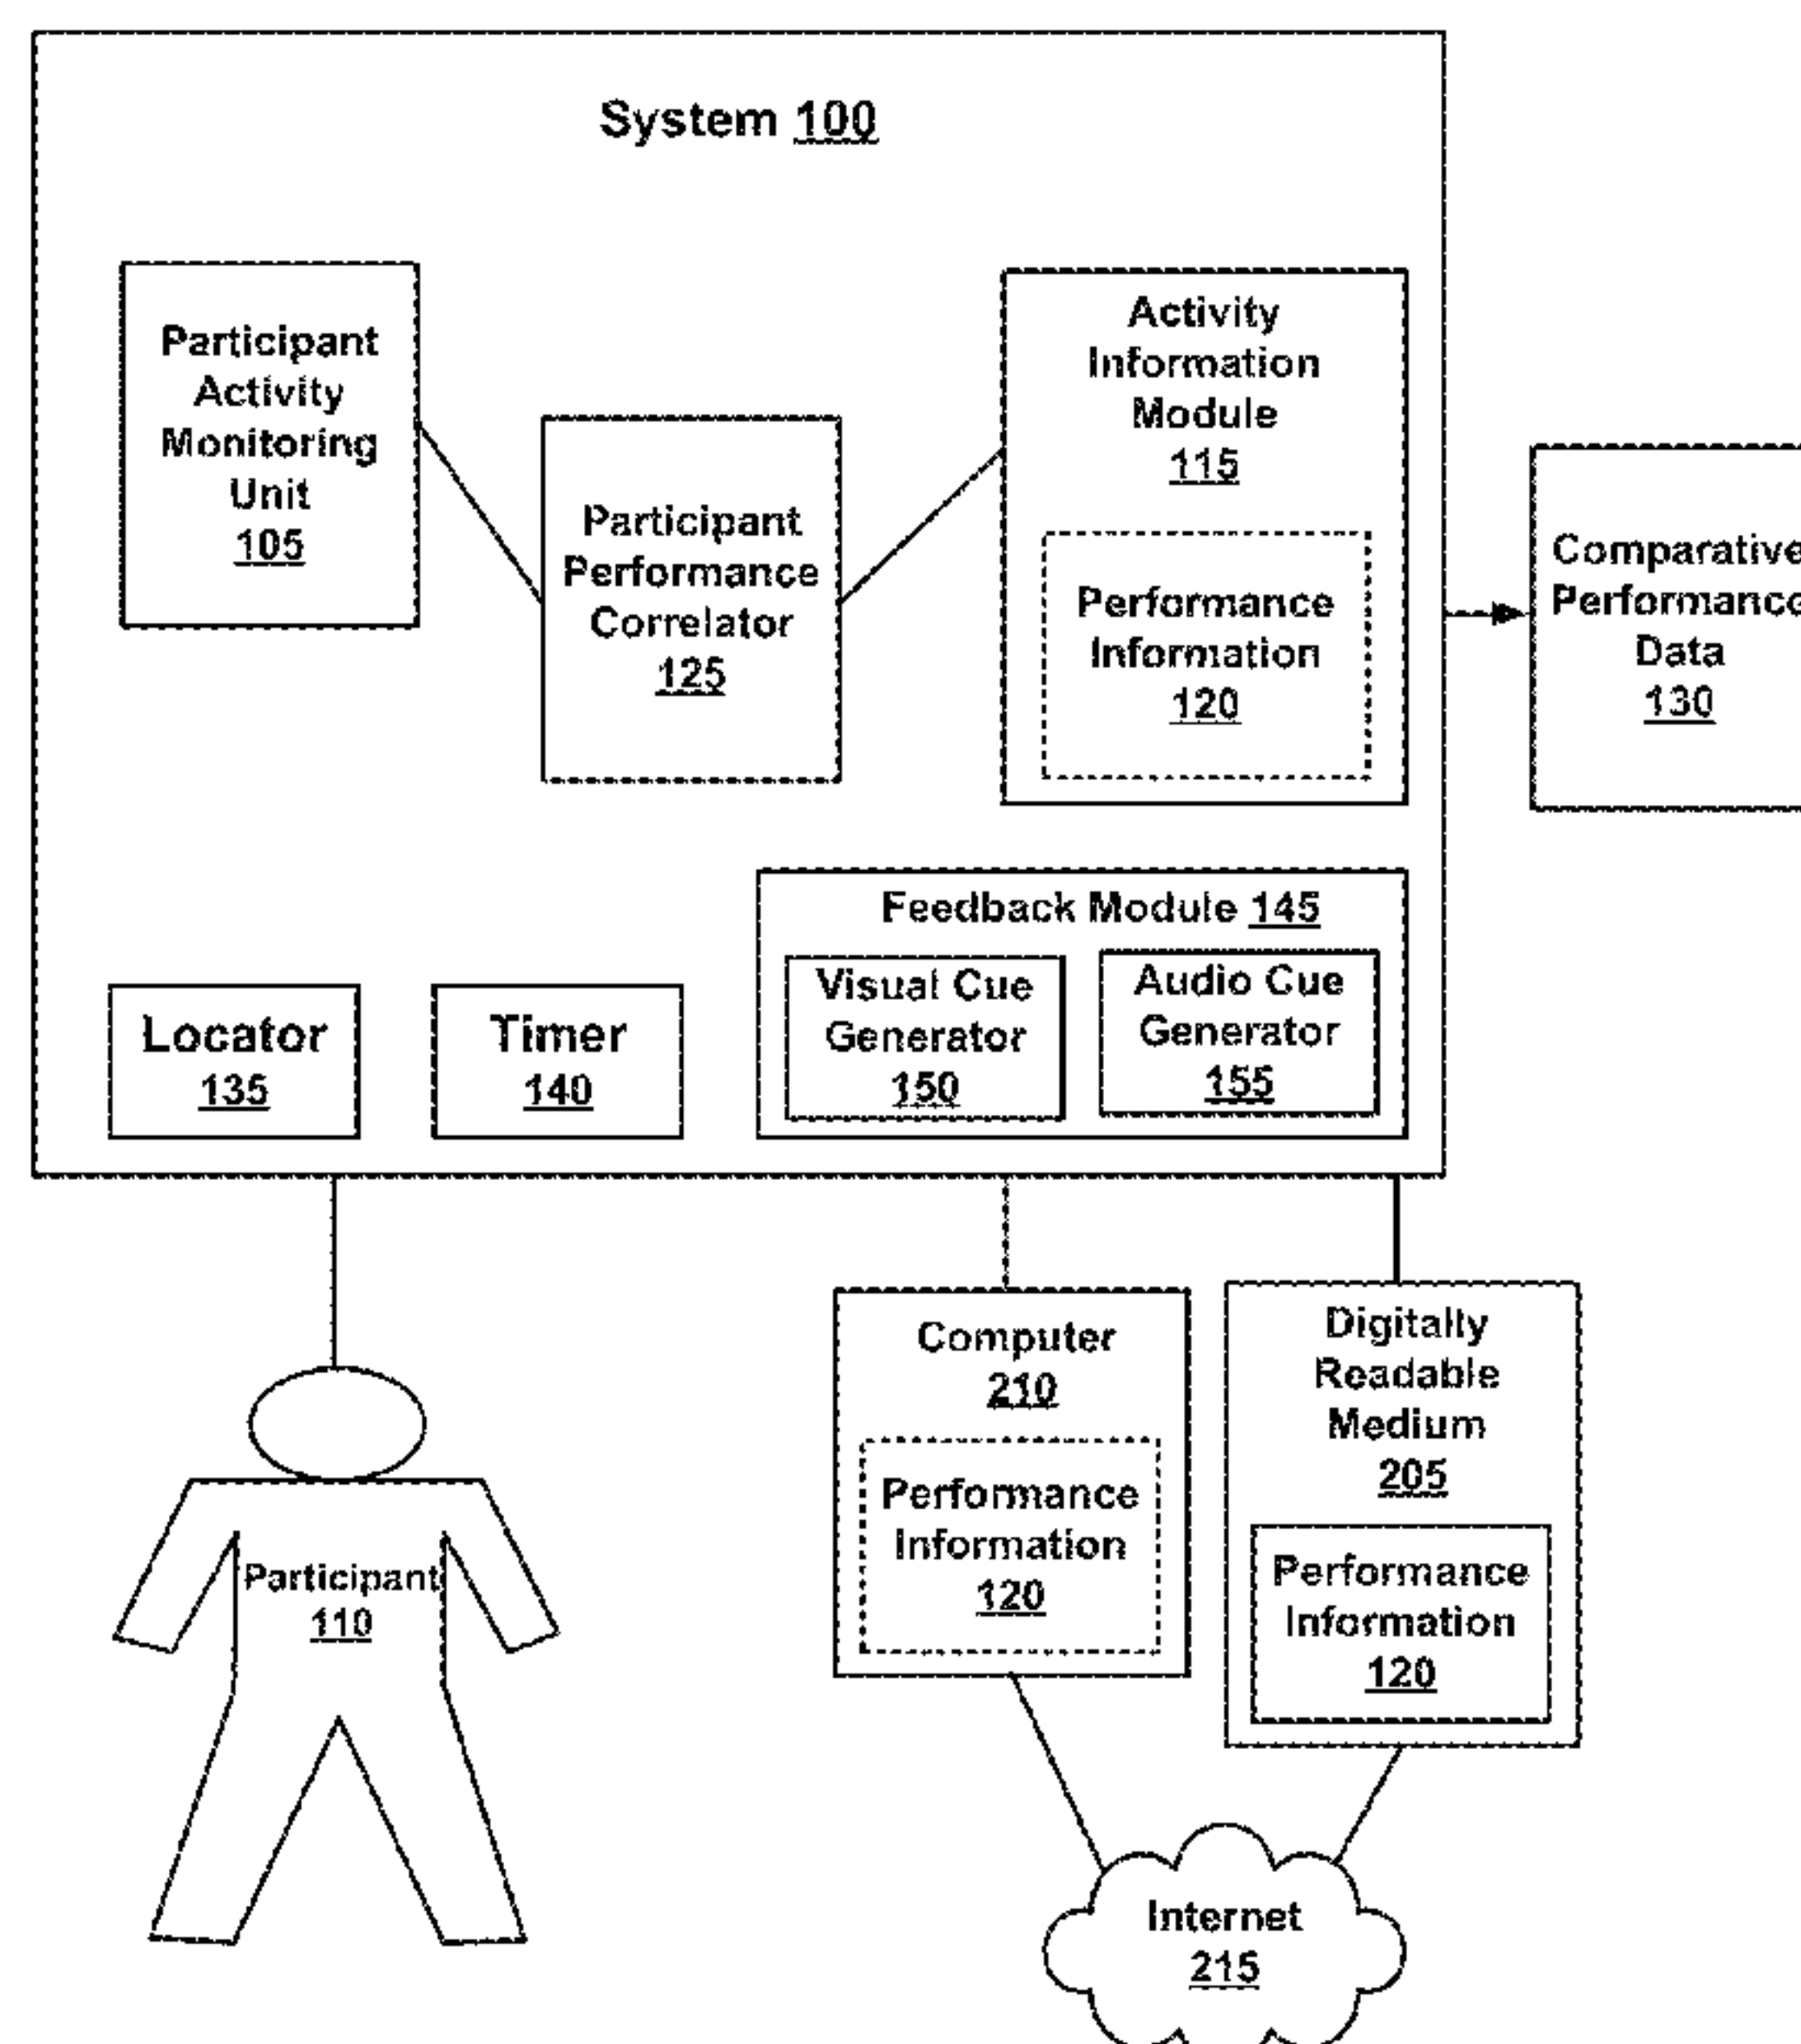 System 100
Participant
Activity
Monitoring
Unit
105
Participant
Performance
Correlator
125
Activity
Information
Module
115
Performance
Information
120
Comparative
Performance
Data
130
Feedback Module 145
Visual Cue
Generator
150
Audio Cue
Generator
155
Locator
135
Timer
140
Participant
110
Computer
210
Performance
Information
120
Digitally
Readable
Medium
205
Performance
Information
120
Internet
215